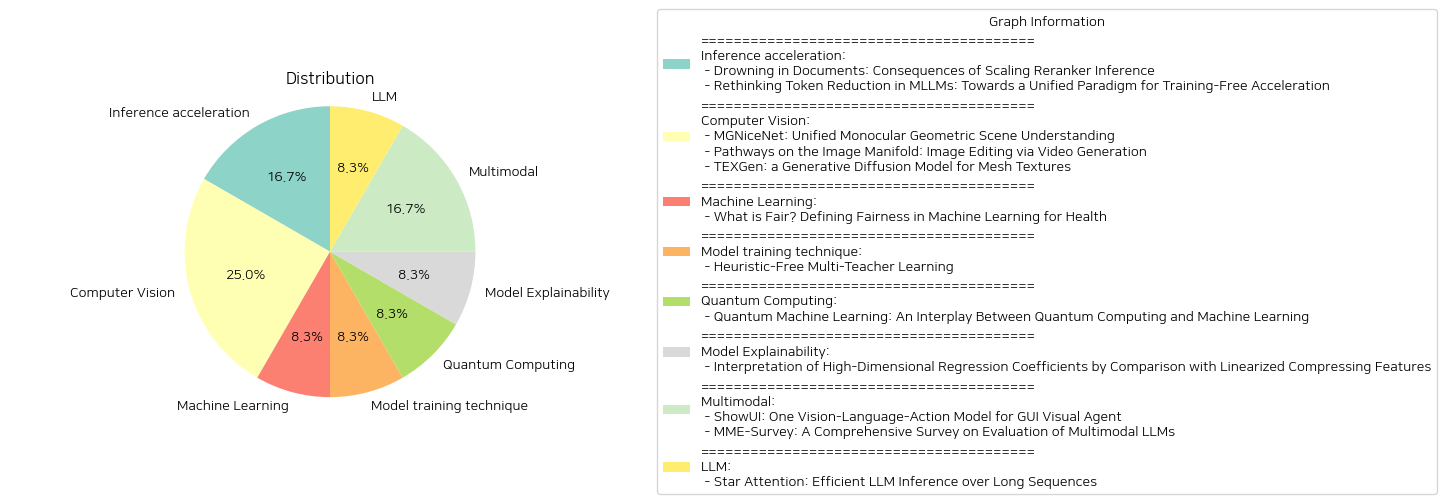 Distribution
LLM
Inference acceleration
Multimodal
8.3%
16.7%
16.7%
25.0%
8.3%
Computer Vision
Model Explainability
8.3%
8.3%
8.3%
Quantum Computing
Machine Learning
Model training technique
Graph Information
========================================
Inference acceleration:
- Drowning in Documents: Consequences of Scaling Reranker Inference
- Rethinking Token Reduction in MLLMs: Towards a Unified Paradigm for Training-Free Acceleration
========================================
Computer Vision:
- MGNiceNet: Unified Monocular Geometric Scene Understanding
- Pathways on the Image Manifold: Image Editing via Video Generation
- TEXGen: a Generative Diffusion Model for Mesh Textures
========================================
Machine Learning:
- What is Fair? Defining Fairness in Machine Learning for Health
========================================
Model training technique:
- Heuristic-Free Multi-Teacher Learning
========================================
Quantum Computing:
- Quantum Machine Learning: An Interplay Between Quantum Computing and Machine Learning
========================================
Model Explainability:
- Interpretation of High-Dimensional Regression Coefficients by Comparison with Linearized Compressing Features
========================================
Multimodal:
- ShowUI: One Vision-Language-Action Model for GUI Visual Agent
- MME-Survey: A Comprehensive Survey on Evaluation of Multimodal LLMs
========================================
LLM:
- Star Attention: Efficient LLM Inference over Long Sequences